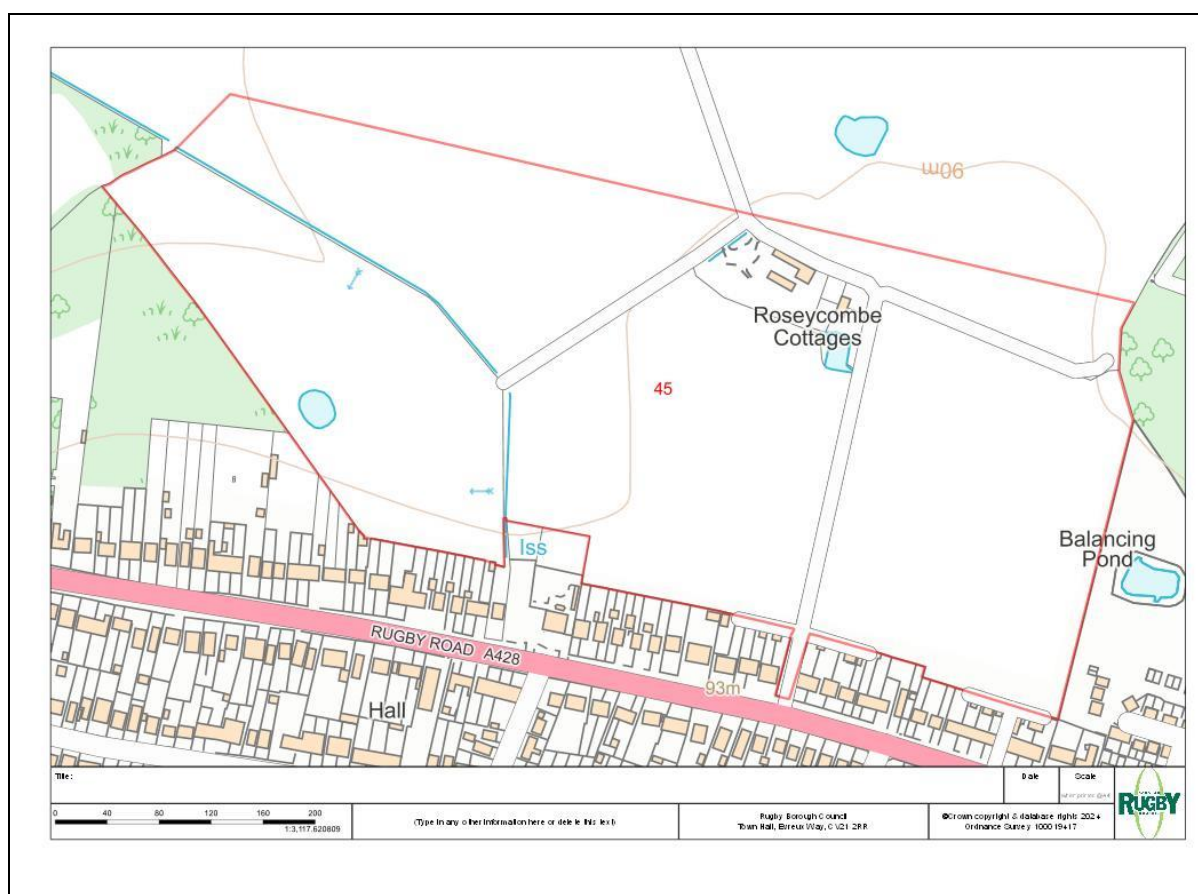 90m
Roseycombe
Cottages
45
8
Balancing
Pond
Iss
RUGBY ROAD A428
93m
Hall
Title:
Date
Scale
0 40 80 120 160 200
1:3,117.620809
(Type in any other information here or delete this text)
Rugby Borough Council
Town Hall, Evreux Way, CV21 2RR
©Crown copyright & database rights 2024
Ordnance Survey 100019417
RUGBY